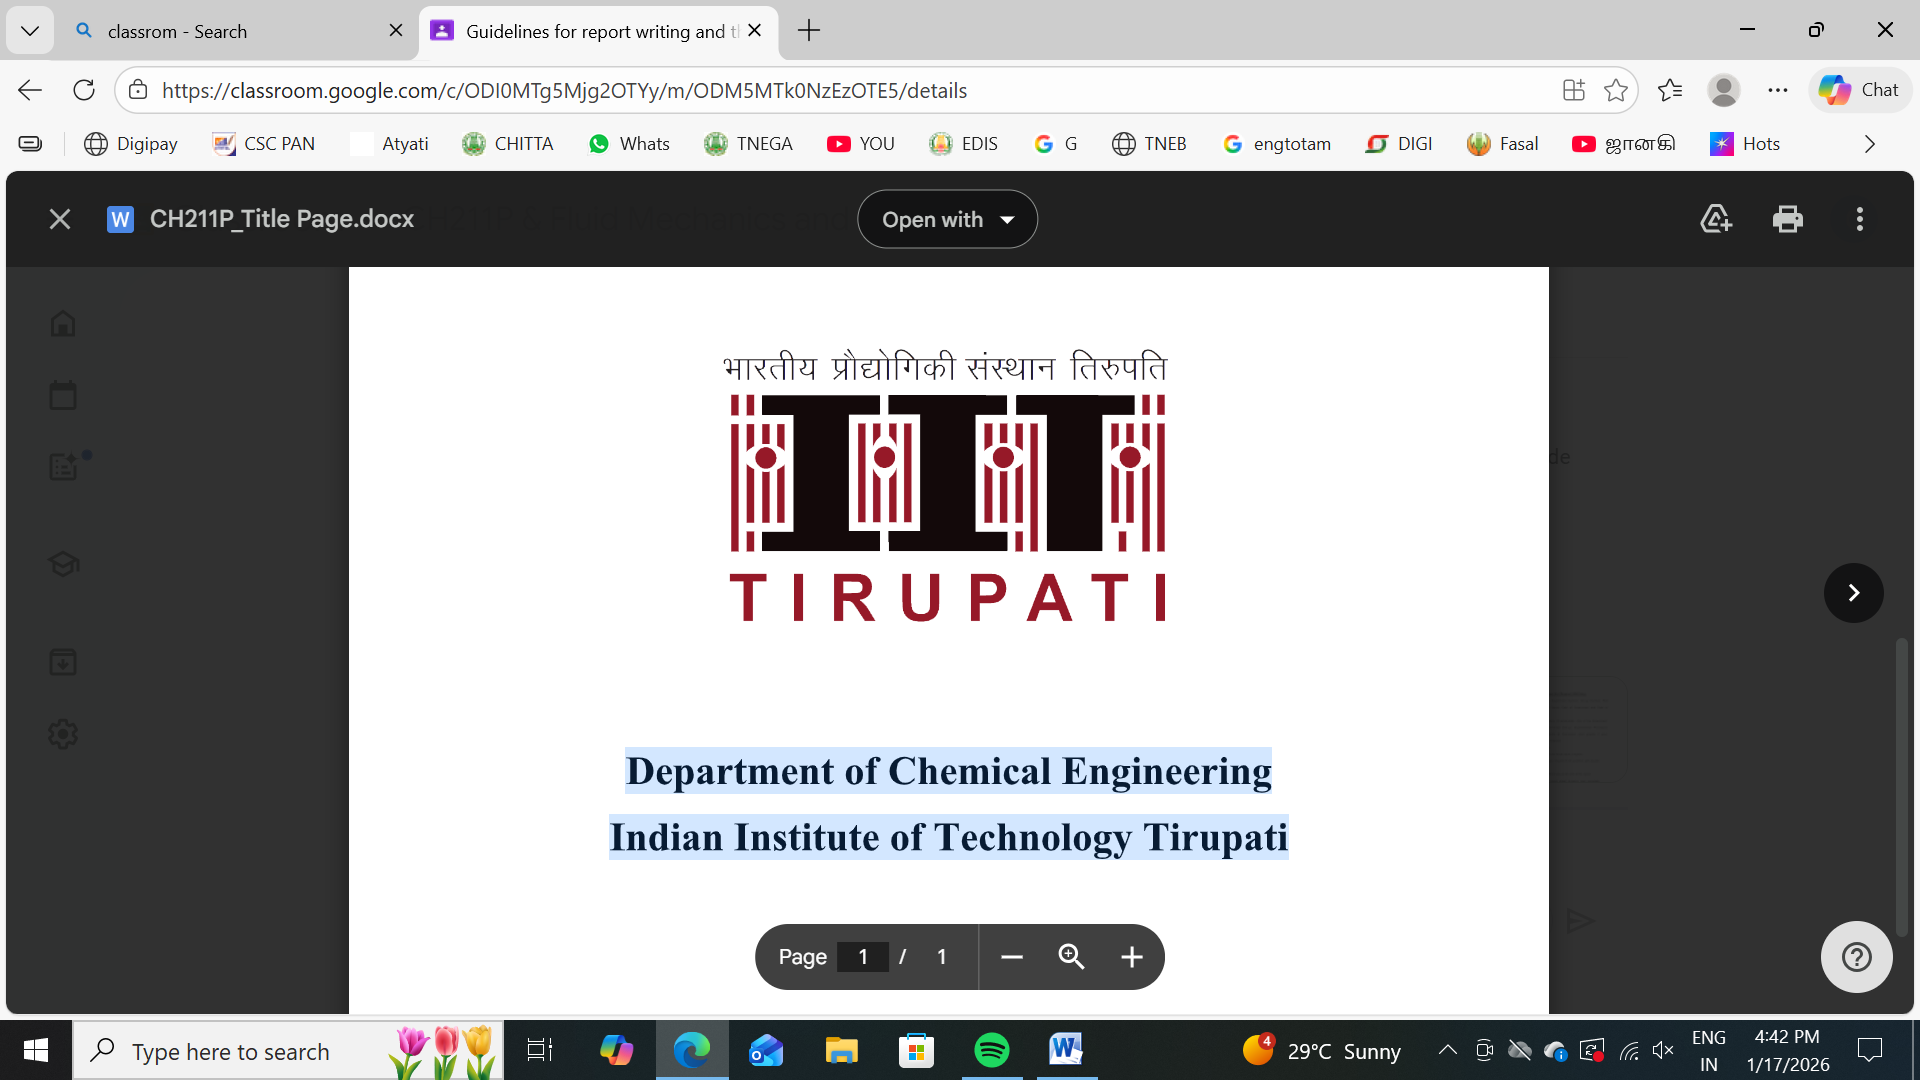 classrom - Search
Guidelines for report writing and t
https://classroom.google.com/c/ODI0MTg5Mjg2OTYy/m/ODM5MTk0NzEzOTE5/details
Chat
Digipay CSC PAN Atyati CHITTA Whats TNEGA YOU EDIS G TNEB engtotam DIGI Fasal ஜானகி Hots
W CH211P_Title Page.docx
Open with
भारतीय प्रौद्योगिकी संस्थान तिरुपति
IIT
TIRUPATI
de
Department of Chemical Engineering
Indian Institute of Technology Tirupati
Page 1 / 1
Type here to search
4
29°C Sunny
ENG
IN
4:42 PM
1/17/2026